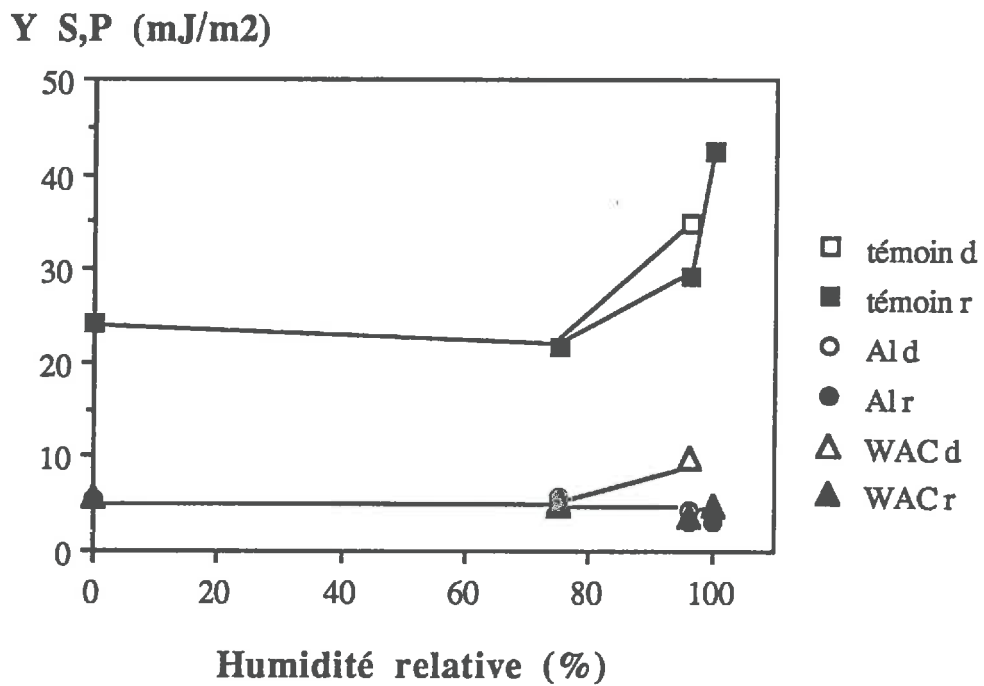 Y S,P (mJ/m2)
50
40
30
20
10
0
0 20 40 60 80 100
Humidité relative (%)
témoin d
témoin r
Al d
Al r
WAC d
WAC r